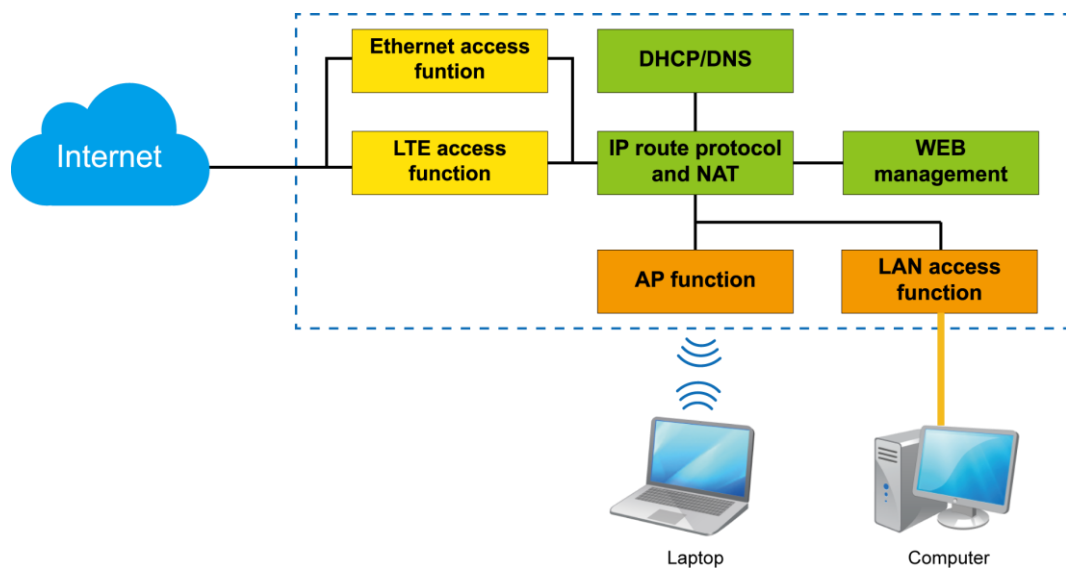 Ethernet access
funtion
DHCP/DNS
Internet
LTE access
function
IP route protocol
and NAT
WEB
management
AP function
LAN access
function
Laptop
Computer